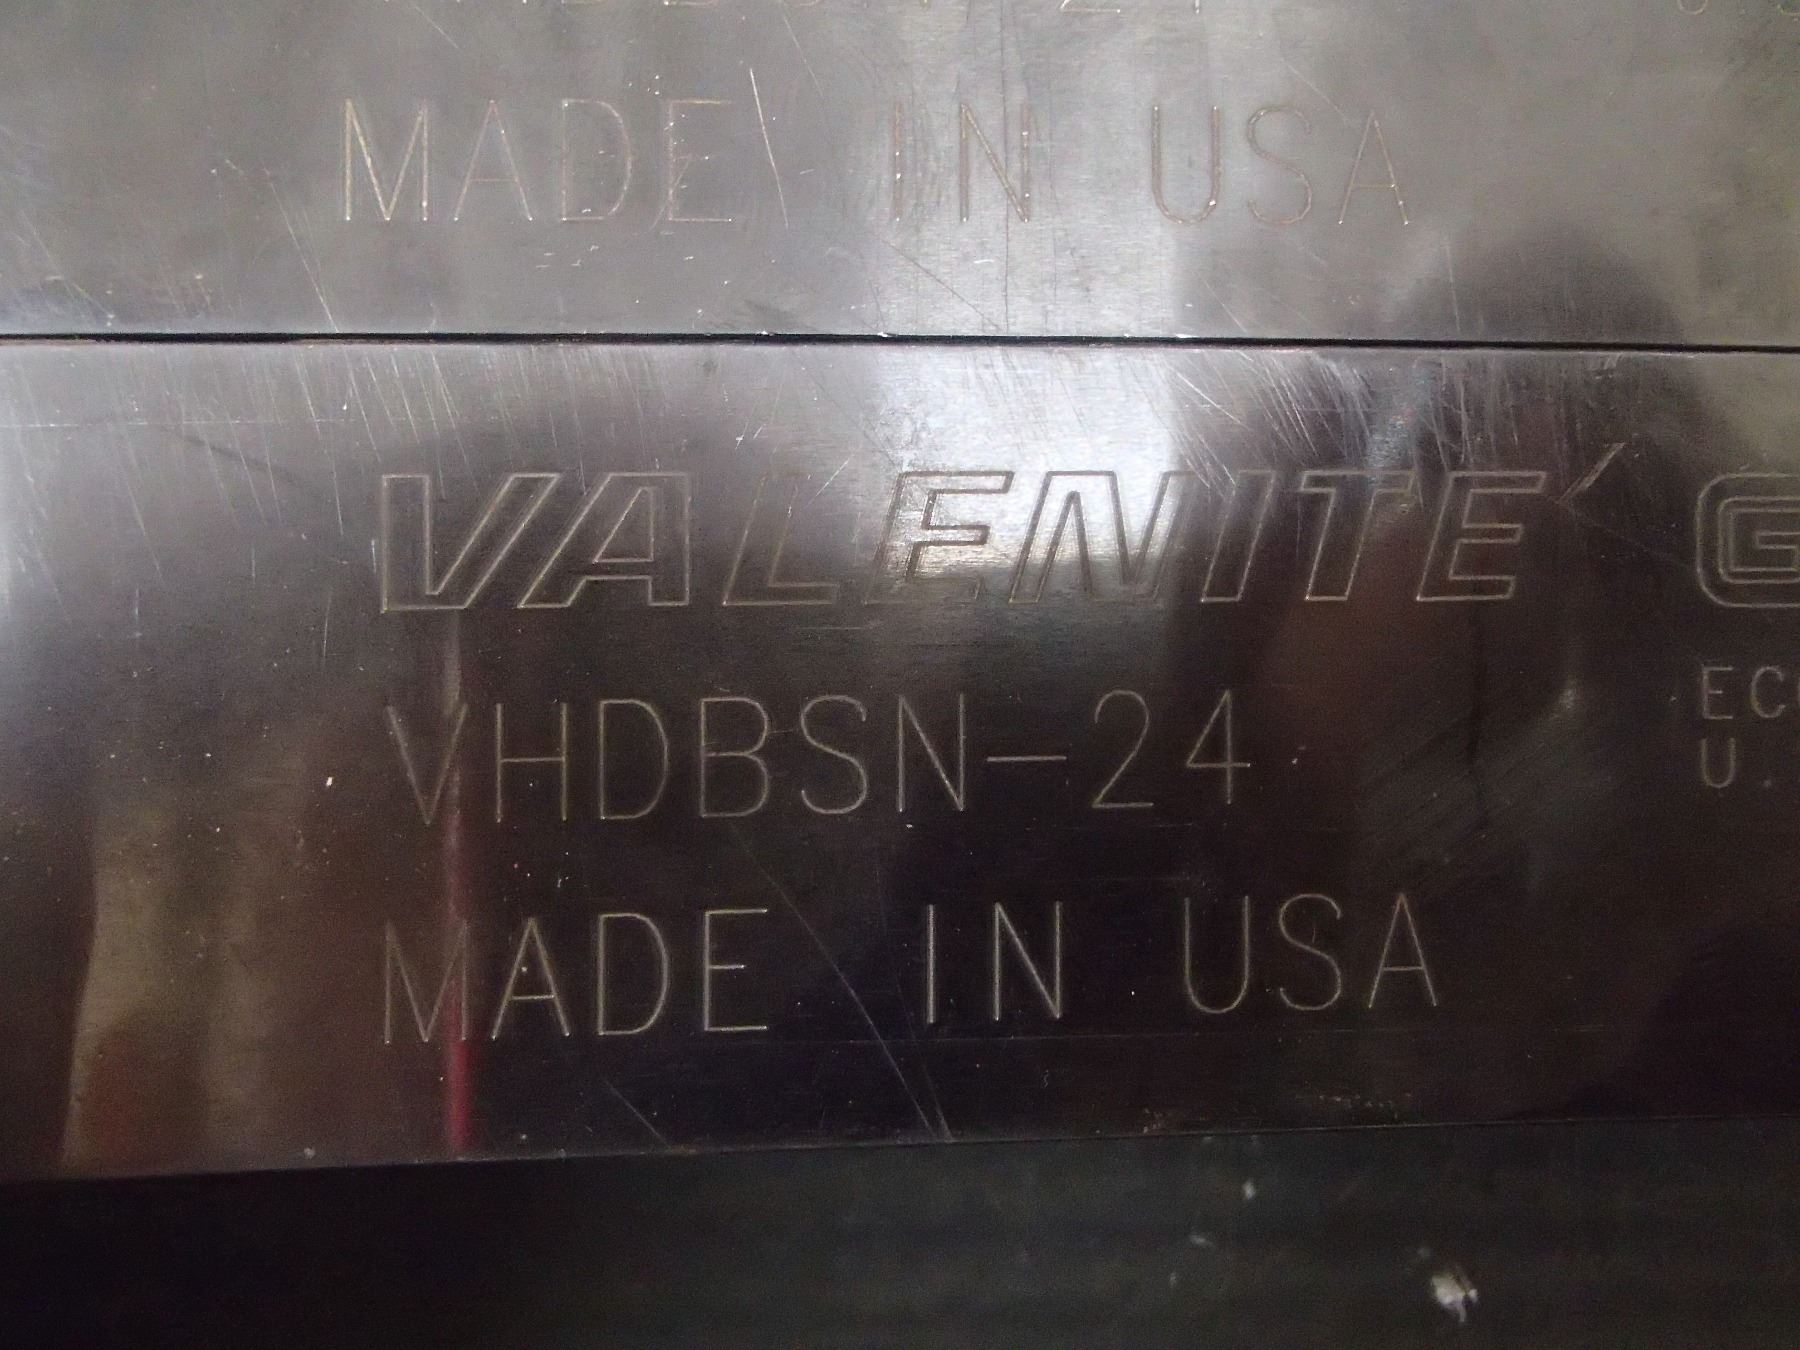 MADE IN USA
VALENITE G
VHDBSN-24
MADE IN USA
U.